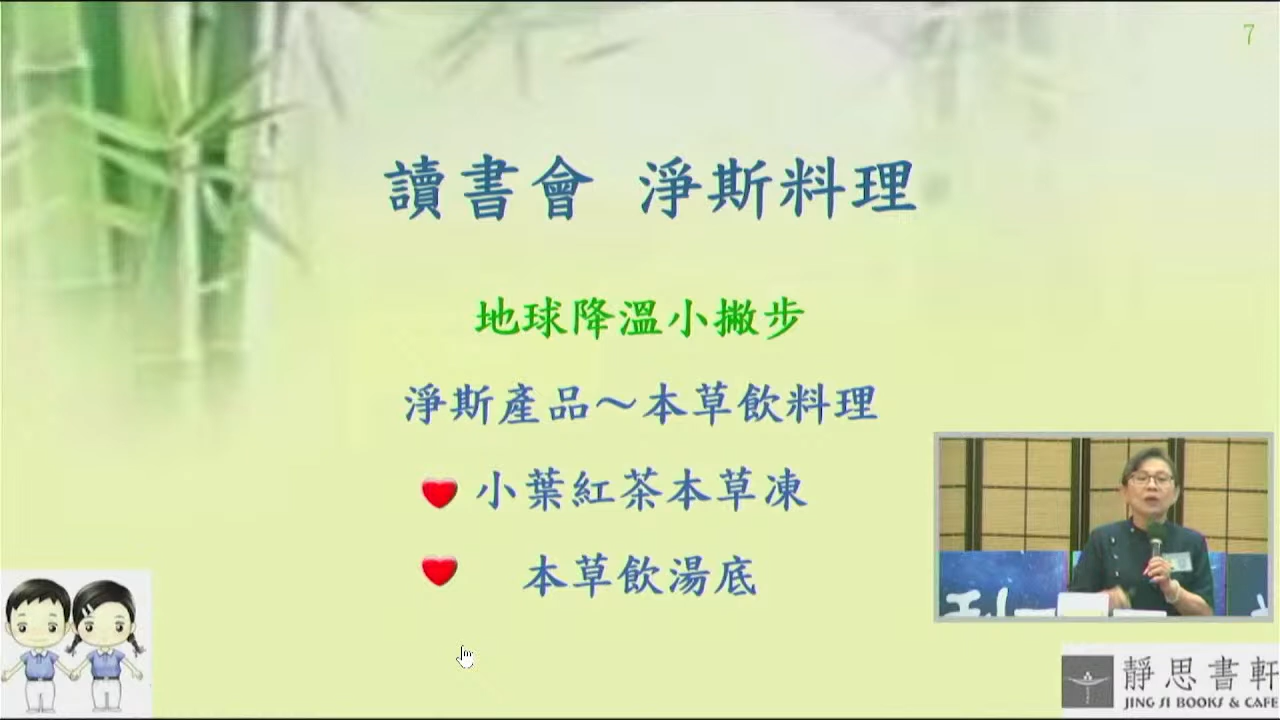 7
讀書會 淨斯料理
地球降溫小撇步
淨斯產品～本草飲料理
小葉紅茶本草凍
本草飲湯底
靜思書軒
JING SI BOOKS & CAFE